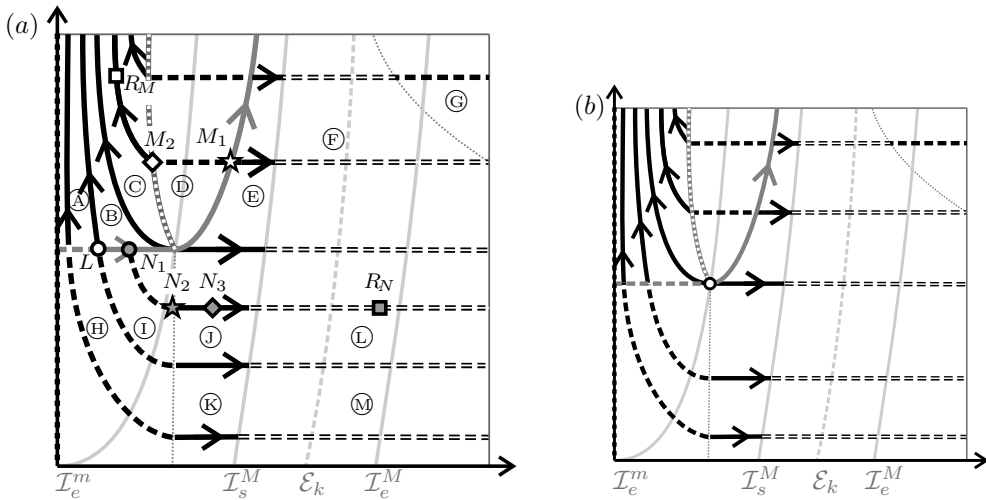 (a)
R_M
Ⓖ
(b)
M_2 M_1 Ⓕ
Ⓐ Ⓒ Ⓓ Ⓔ
Ⓑ
L N_1
N_2 N_3 R_N
Ⓗ Ⓘ Ⓙ Ⓛ
Ⓚ Ⓜ
ℐ_e^m ℐ_s^M ℰ_k ℐ_e^M
ℐ_e^m ℐ_s^M ℰ_k ℐ_e^M